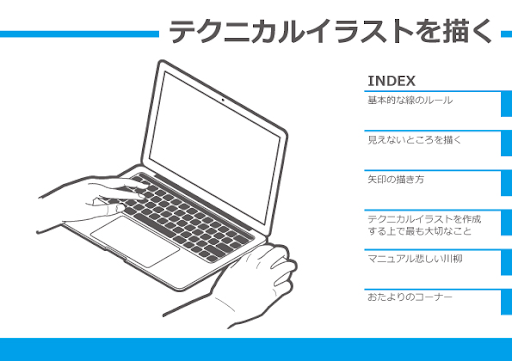 テクニカルイラストを描く
INDEX
基本的な線のルール
見えないところを描く
矢印の描き方
テクニカルイラストを作成
する上で最も大切なこと
マニュアル悲しい川柳
おたよりのコーナー